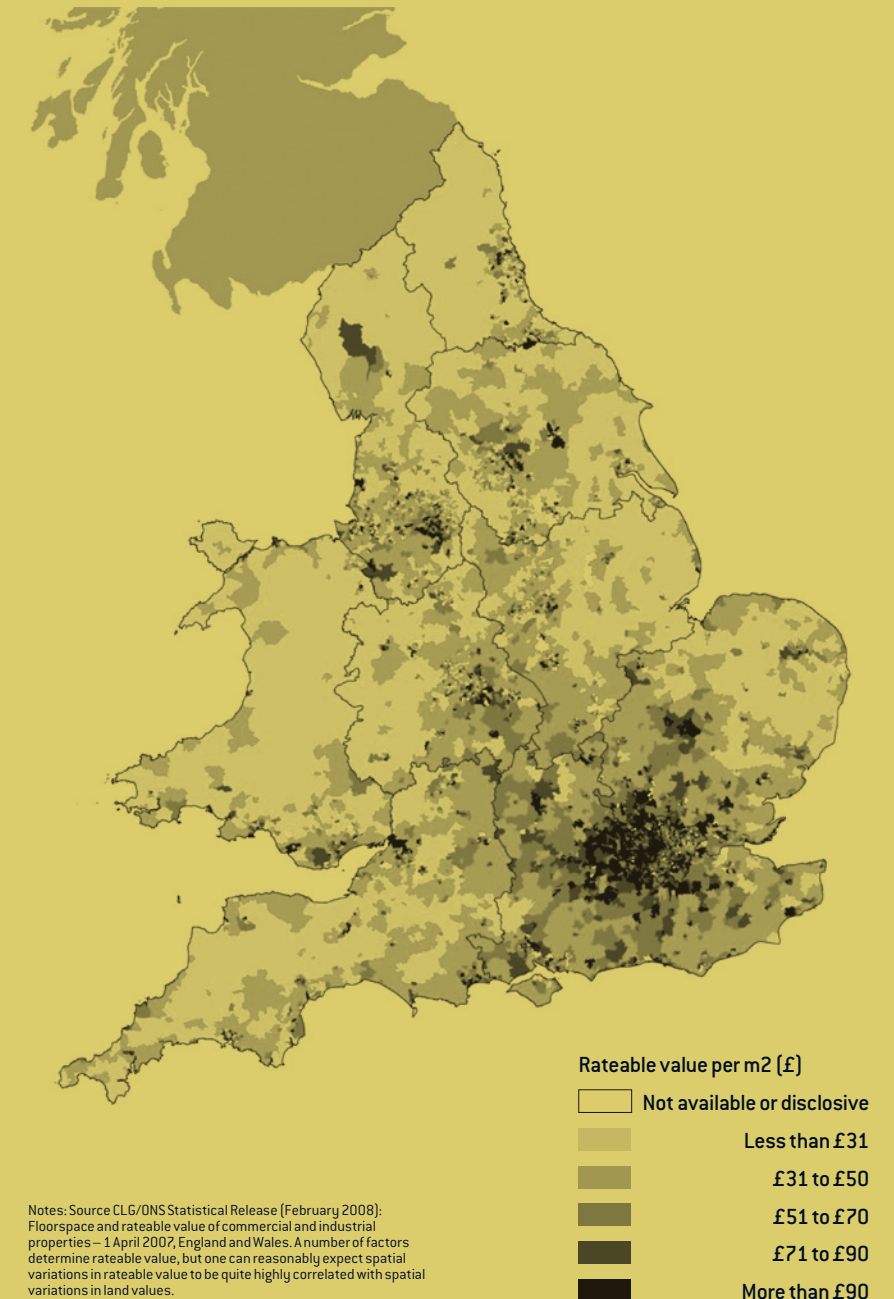 Rateable value per m2 (£)
Not available or disclosive
Less than £31
£31 to £50
£51 to £70
£71 to £90
More than £90
Notes: Source CLG/ONS Statistical Release (February 2008):
Floorspace and rateable value of commercial and industrial
properties – 1 April 2007, England and Wales. A number of factors
determine rateable value, but one can reasonably expect spatial
variations in rateable value to be quite highly correlated with spatial
variations in land values.